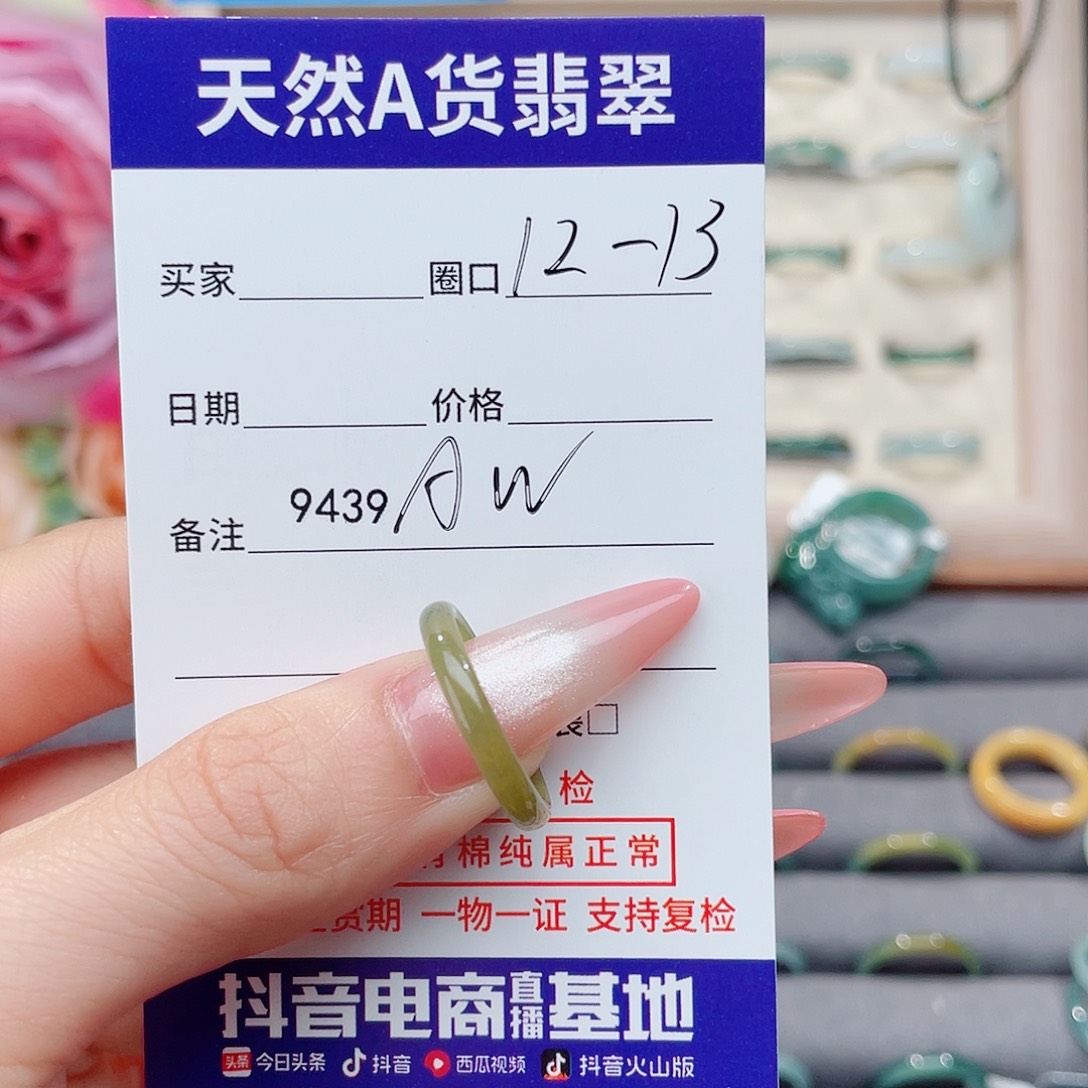 天然A货翡翠
买家 圈口 12-13
日期 价格
备注 9439 AW
装
检
棉纯属正常
货期 一物一证 支持复检
抖音电商直播基地
头条 今日头条 抖音 西瓜视频 抖音火山版